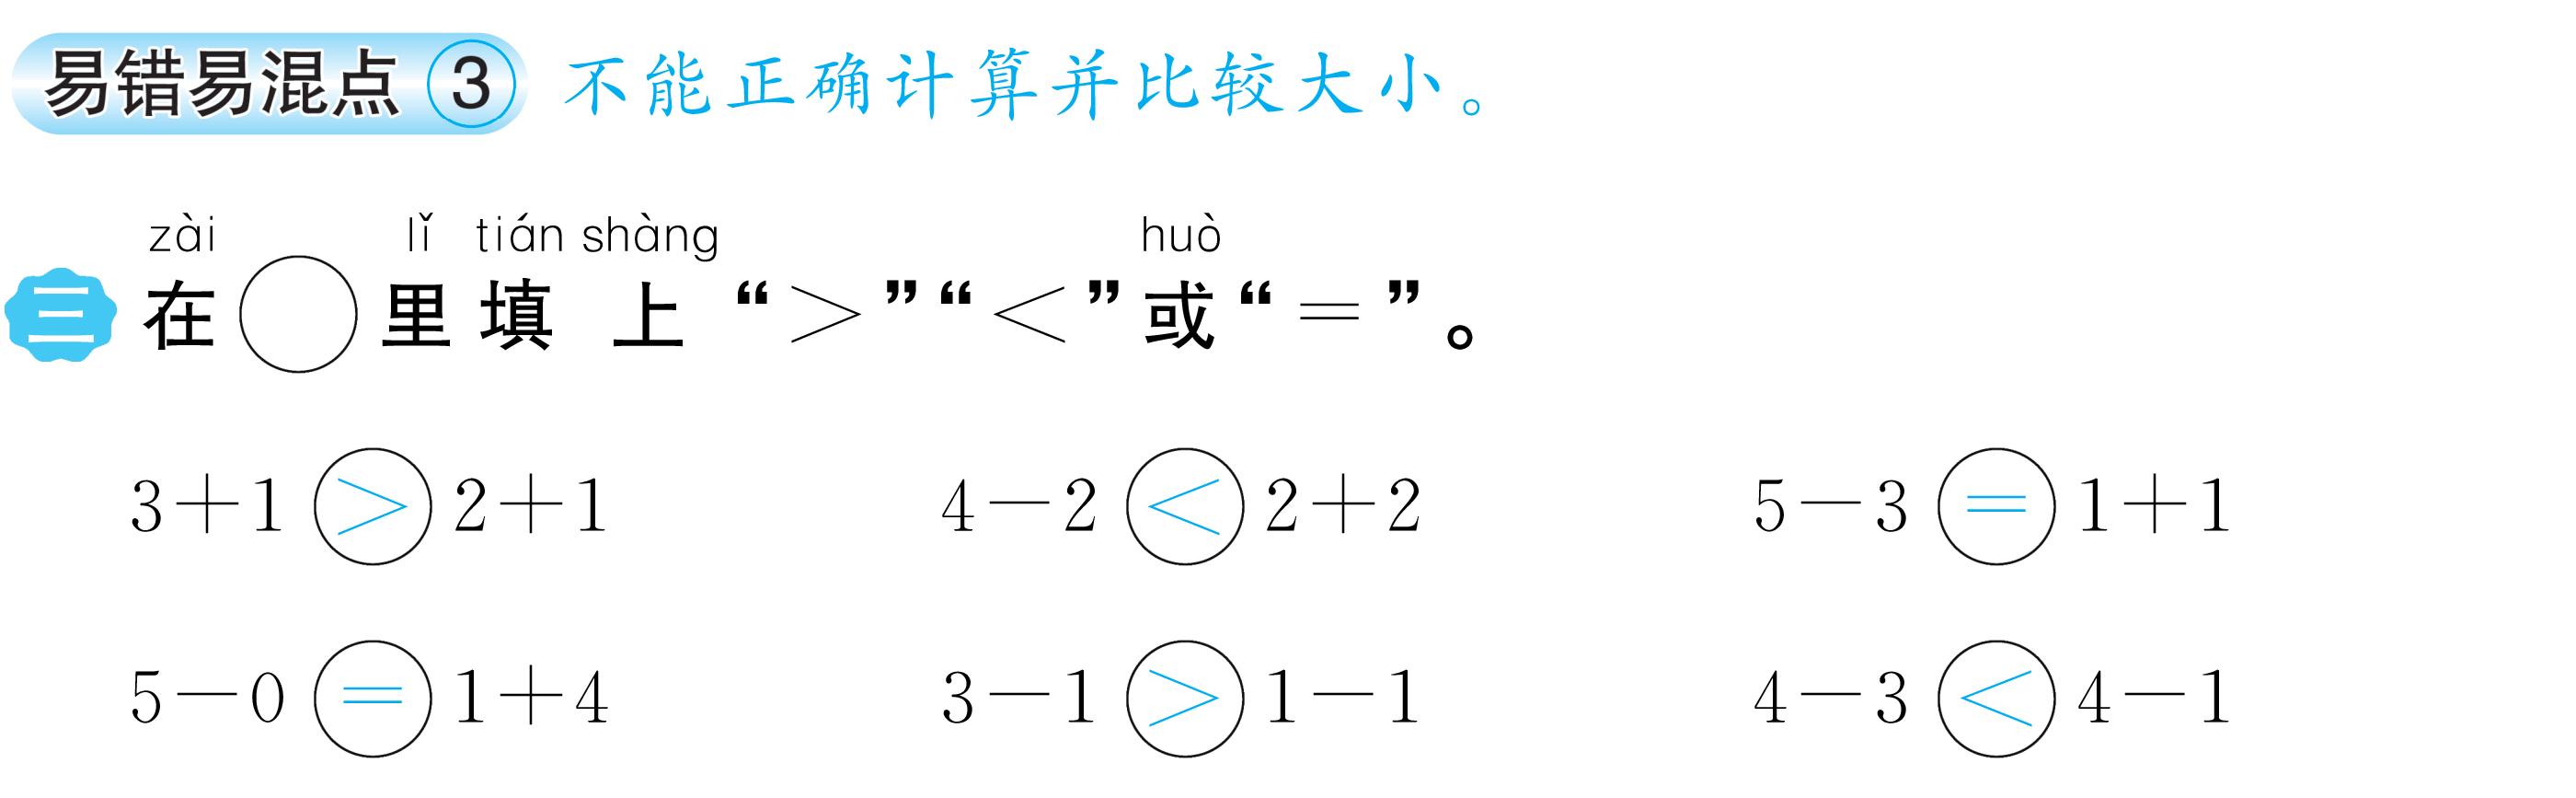 易错易混点 ③ 不能正确计算并比较大小。
zài lǐ tián shàng huò
三 在○里填上“>”“<”或“=”。
3+1 > 2+1 4-2 < 2+2 5-3 = 1+1
5-0 = 1+4 3-1 > 1-1 4-3 < 4-1